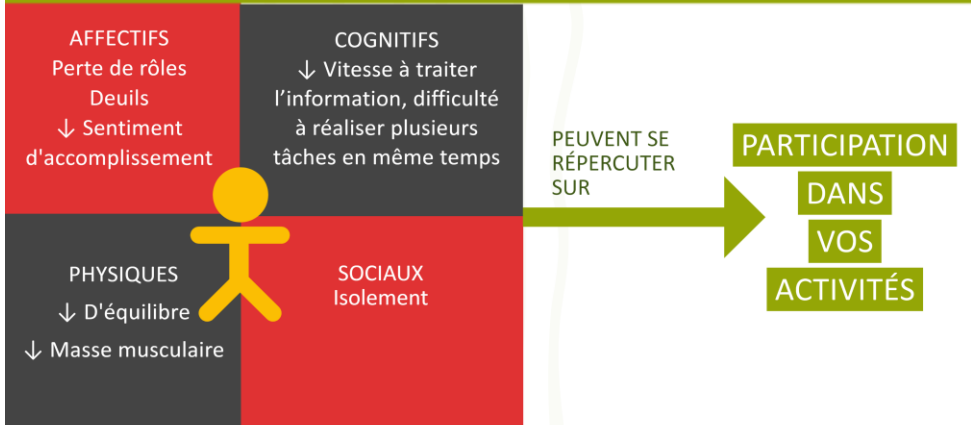 AFFECTIFS
Perte de rôles
Deuils
↓ Sentiment
d'accomplissement
COGNITIFS
↓ Vitesse à traiter
l’information, difficulté
à réaliser plusieurs
tâches en même temps
PHYSIQUES
↓ D'équilibre
↓ Masse musculaire
SOCIAUX
Isolement
PEUVENT SE
RÉPERCUTER
SUR
PARTICIPATION
DANS
VOS
ACTIVITÉS